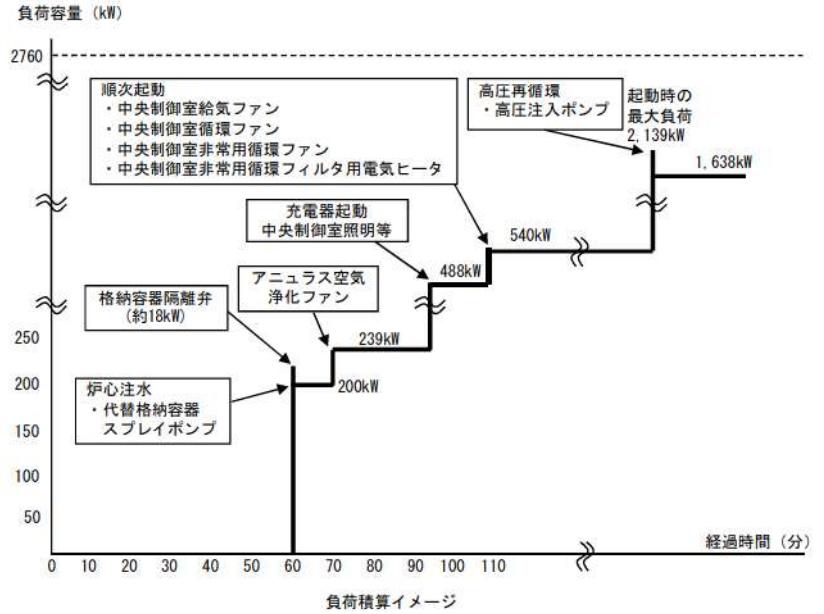 負荷容量（kW）
2760
順次起動
・中央制御室給気ファン
・中央制御室循環ファン
・中央制御室非常用循環ファン
・中央制御室非常用循環フィルタ用電気ヒータ
高圧再循環
・高圧注入ポンプ
起動時の
最大負荷
2,139kW
1,638kW
充電器起動
中央制御室照明等
540kW
488kW
アニュラス空気
浄化ファン
格納容器隔離弁
（約18kW）
239kW
250
200
200kW
炉心注水
・代替格納容器
スプレイポンプ
150
100
50
経過時間（分）
0 10 20 30 40 50 60 70 80 90 100 110
負荷積算イメージ